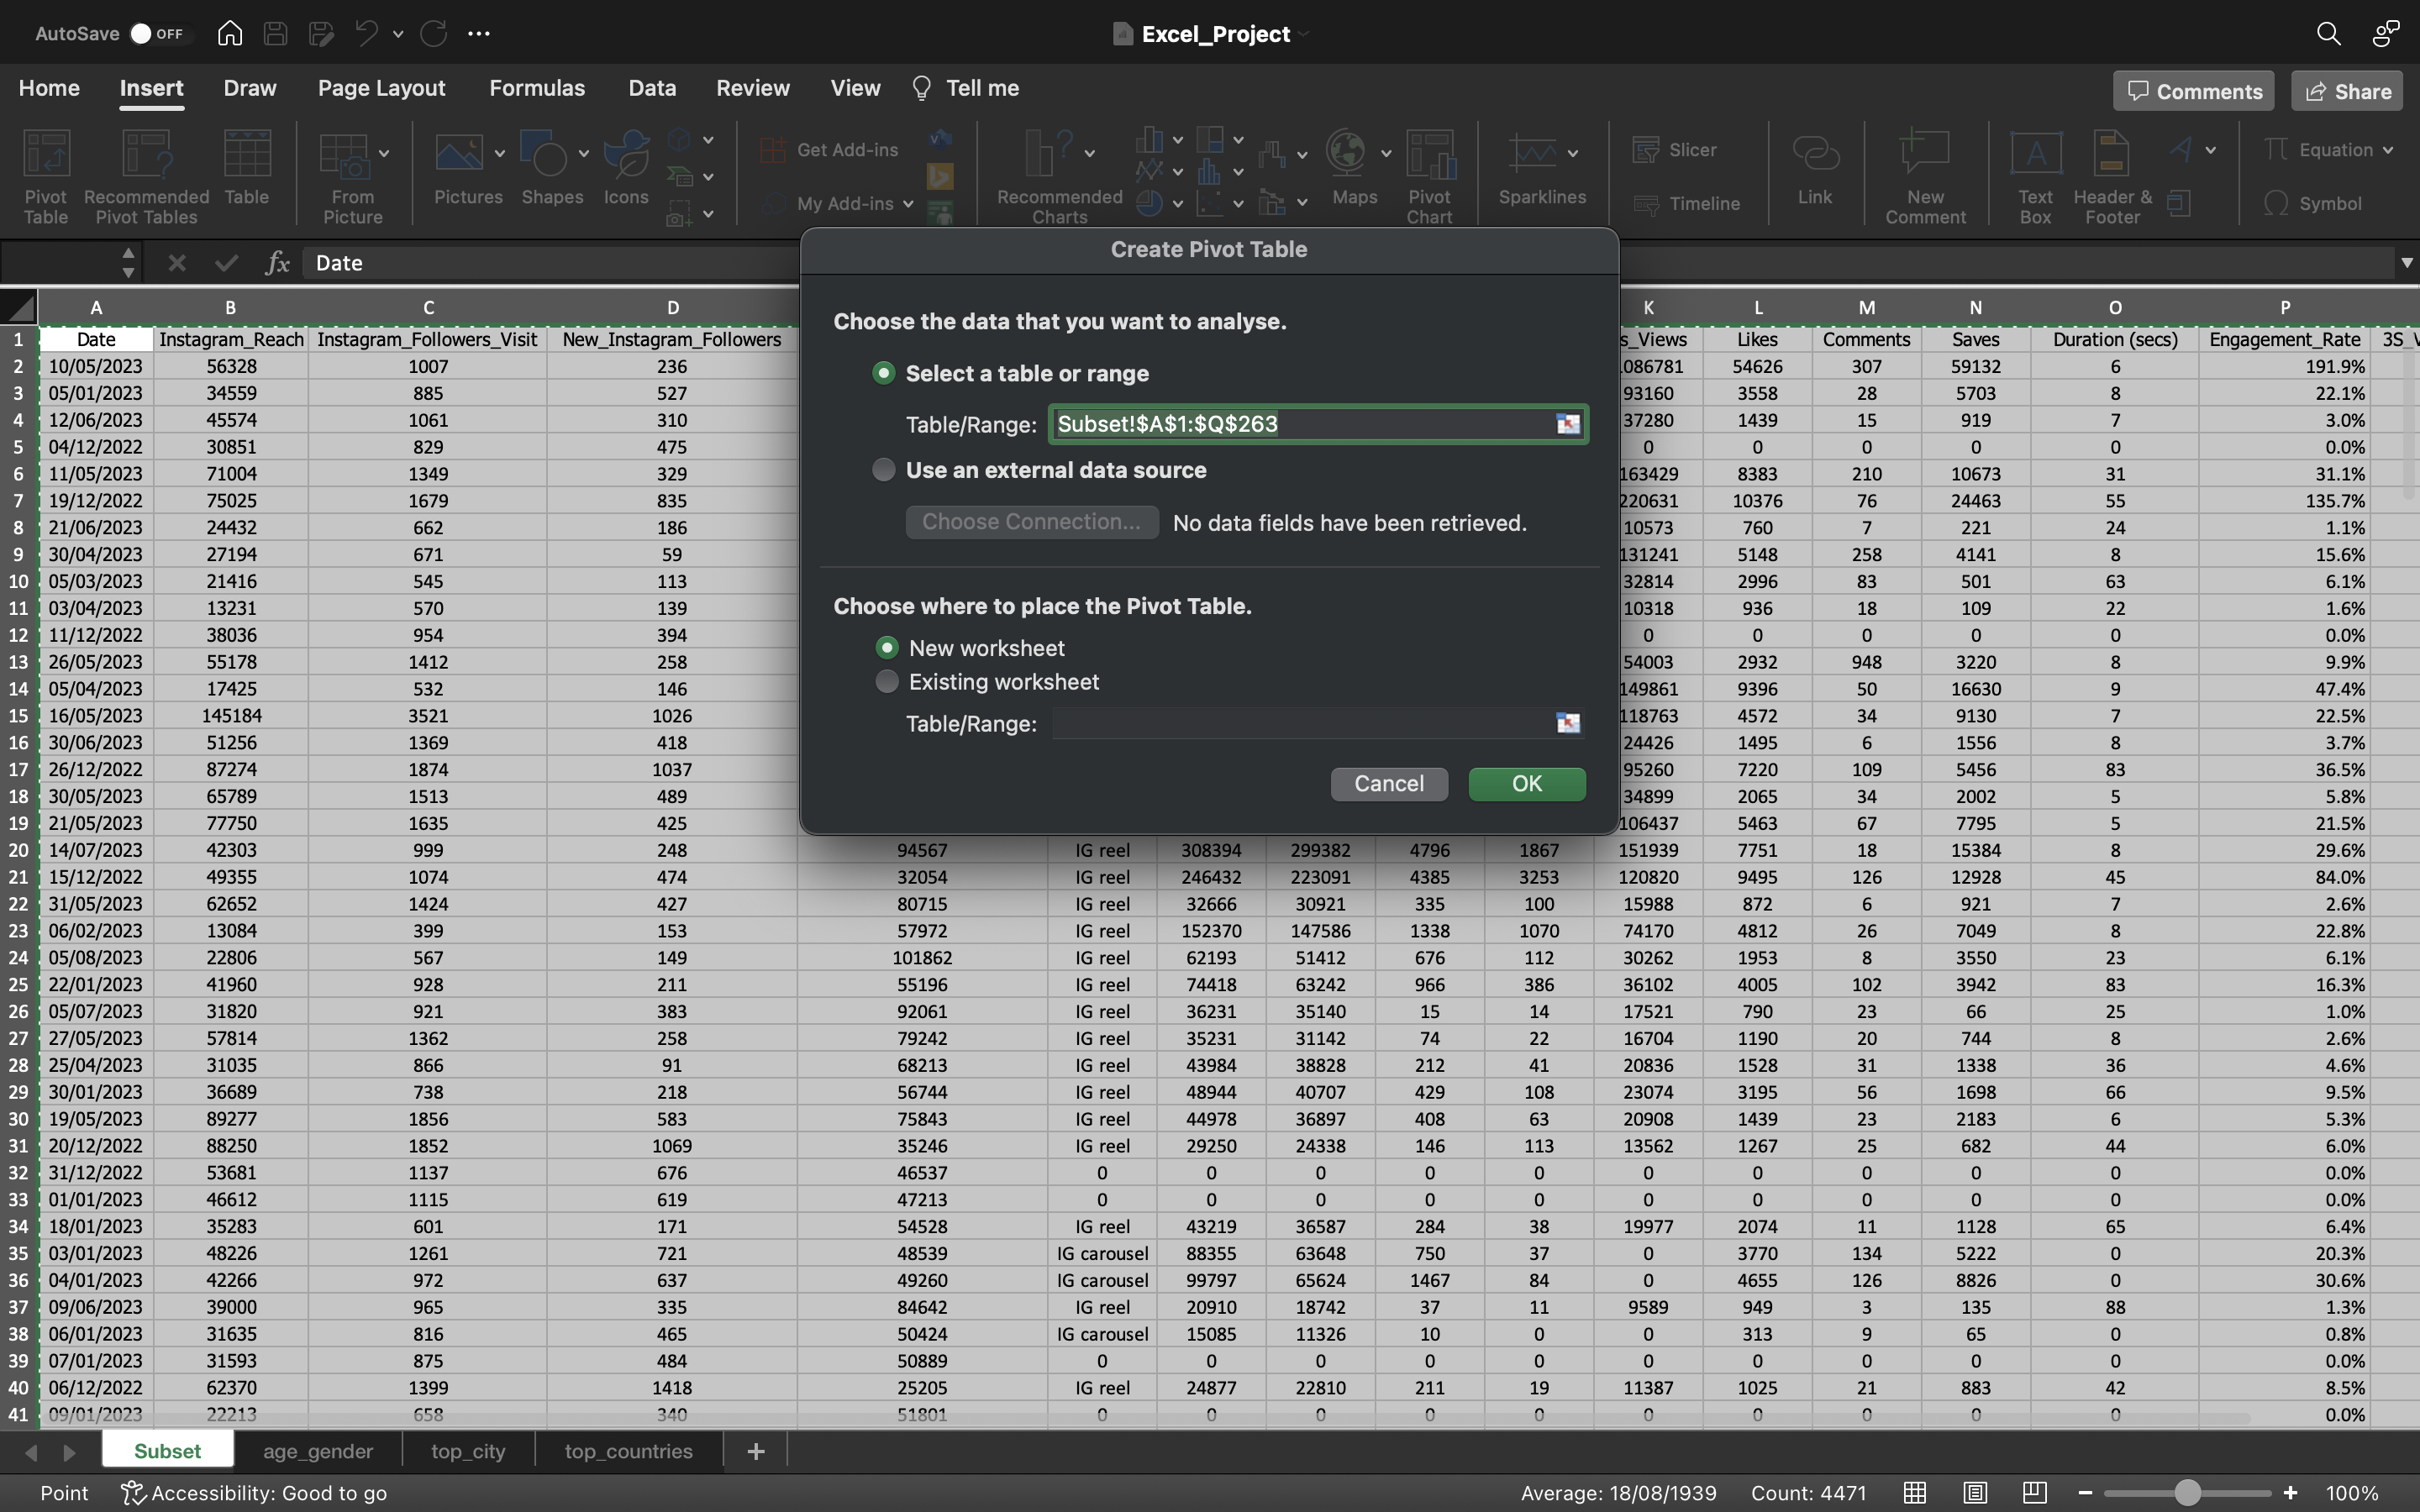 AutoSave OFF Excel_Project
Home Insert Draw Page Layout Formulas Data Review View Tell me Comments Share
Pivot Table Recommended Pivot Tables Table From Picture Pictures Shapes Icons Get Add-ins My Add-ins Recommended Charts Maps Pivot Chart Sparklines Slicer Timeline Link New Comment Text Box Header & Footer Equation Symbol
fx Date
Create Pivot Table
Choose the data that you want to analyse.
Select a table or range
Table/Range: Subset!$A$1:$Q$263
Use an external data source
Choose Connection... No data fields have been retrieved.
Choose where to place the Pivot Table.
New worksheet
Existing worksheet
Table/Range:
Cancel OK
A B C D K L M N O P
1 Date Instagram_Reach Instagram_Followers_Visit New_Instagram_Followers s_Views Likes Comments Saves Duration (secs) Engagement_Rate 3S_V
2 10/05/2023 56328 1007 236 086781 54626 307 59132 6 191.9%
3 05/01/2023 34559 885 527 93160 3558 28 5703 8 22.1%
4 12/06/2023 45574 1061 310 37280 1439 15 919 7 3.0%
5 04/12/2022 30851 829 475 0 0 0 0 0 0.0%
6 11/05/2023 71004 1349 329 163429 8383 210 10673 31 31.1%
7 19/12/2022 75025 1679 835 220631 10376 76 24463 55 135.7%
8 21/06/2023 24432 662 186 10573 760 7 221 24 1.1%
9 30/04/2023 27194 671 59 131241 5148 258 4141 8 15.6%
10 05/03/2023 21416 545 113 32814 2996 83 501 63 6.1%
11 03/04/2023 13231 570 139 10318 936 18 109 22 1.6%
12 11/12/2022 38036 954 394 0 0 0 0 0 0.0%
13 26/05/2023 55178 1412 258 54003 2932 948 3220 8 9.9%
14 05/04/2023 17425 532 146 149861 9396 50 16630 9 47.4%
15 16/05/2023 145184 3521 1026 118763 4572 34 9130 7 22.5%
16 30/06/2023 51256 1369 418 24426 1495 6 1556 8 3.7%
17 26/12/2022 87274 1874 1037 95260 7220 109 5456 83 36.5%
18 30/05/2023 65789 1513 489 34899 2065 34 2002 5 5.8%
19 21/05/2023 77750 1635 425 106437 5463 67 7795 5 21.5%
20 14/07/2023 42303 999 248 94567 IG reel 308394 299382 4796 1867 151939 7751 18 15384 8 29.6%
21 15/12/2022 49355 1074 474 32054 IG reel 246432 223091 4385 3253 120820 9495 126 12928 45 84.0%
22 31/05/2023 62652 1424 427 80715 IG reel 32666 30921 335 100 15988 872 6 921 7 2.6%
23 06/02/2023 13084 399 153 57972 IG reel 152370 147586 1338 1070 74170 4812 26 7049 8 22.8%
24 05/08/2023 22806 567 149 101862 IG reel 62193 51412 676 112 30262 1953 8 3550 23 6.1%
25 22/01/2023 41960 928 211 55196 IG reel 74418 63242 966 386 36102 4005 102 3942 83 16.3%
26 05/07/2023 31820 921 383 92061 IG reel 36231 35140 15 14 17521 790 23 66 25 1.0%
27 27/05/2023 57814 1362 258 79242 IG reel 35231 31142 74 22 16704 1190 20 744 8 2.6%
28 25/04/2023 31035 866 91 68213 IG reel 43984 38828 212 41 20836 1528 31 1338 36 4.6%
29 30/01/2023 36689 738 218 56744 IG reel 48944 40707 429 108 23074 3195 56 1698 66 9.5%
30 19/05/2023 89277 1856 583 75843 IG reel 44978 36897 408 63 20908 1439 23 2183 6 5.3%
31 20/12/2022 88250 1852 1069 35246 IG reel 29250 24338 146 113 13562 1267 25 682 44 6.0%
32 31/12/2022 53681 1137 676 46537 0 0 0 0 0 0 0 0 0 0 0.0%
33 01/01/2023 46612 1115 619 47213 0 0 0 0 0 0 0 0 0 0 0.0%
34 18/01/2023 35283 601 171 54528 IG reel 43219 36587 284 38 19977 2074 11 1128 65 6.4%
35 03/01/2023 48226 1261 721 48539 IG carousel 88355 63648 750 37 0 3770 134 5222 0 20.3%
36 04/01/2023 42266 972 637 49260 IG carousel 99797 65624 1467 84 0 4655 126 8826 0 30.6%
37 09/06/2023 39000 965 335 84642 IG reel 20910 18742 37 11 9589 949 3 135 88 1.3%
38 06/01/2023 31635 816 465 50424 IG carousel 15085 11326 10 0 0 313 9 65 0 0.8%
39 07/01/2023 31593 875 484 50889 0 0 0 0 0 0 0 0 0 0 0.0%
40 06/12/2022 62370 1399 1418 25205 IG reel 24877 22810 211 19 11387 1025 21 883 42 8.5%
41 09/01/2023 22213 658 340 51801 0 0 0 0 0 0 0 0 0 0 0.0%
Subset age_gender top_city top_countries +
Point Accessibility: Good to go Average: 18/08/1939 Count: 4471 100%